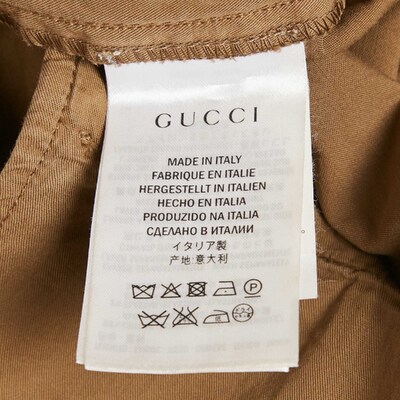 GUCCI
MADE IN ITALY
FABRIQUE EN ITALIE
HERGESTELLT IN ITALIEN
HECHO EN ITALIA
PRODUZIDO NA ITALIA
СДЕЛАНО В ИТАЛИИ
イタリア製
产地:意大利